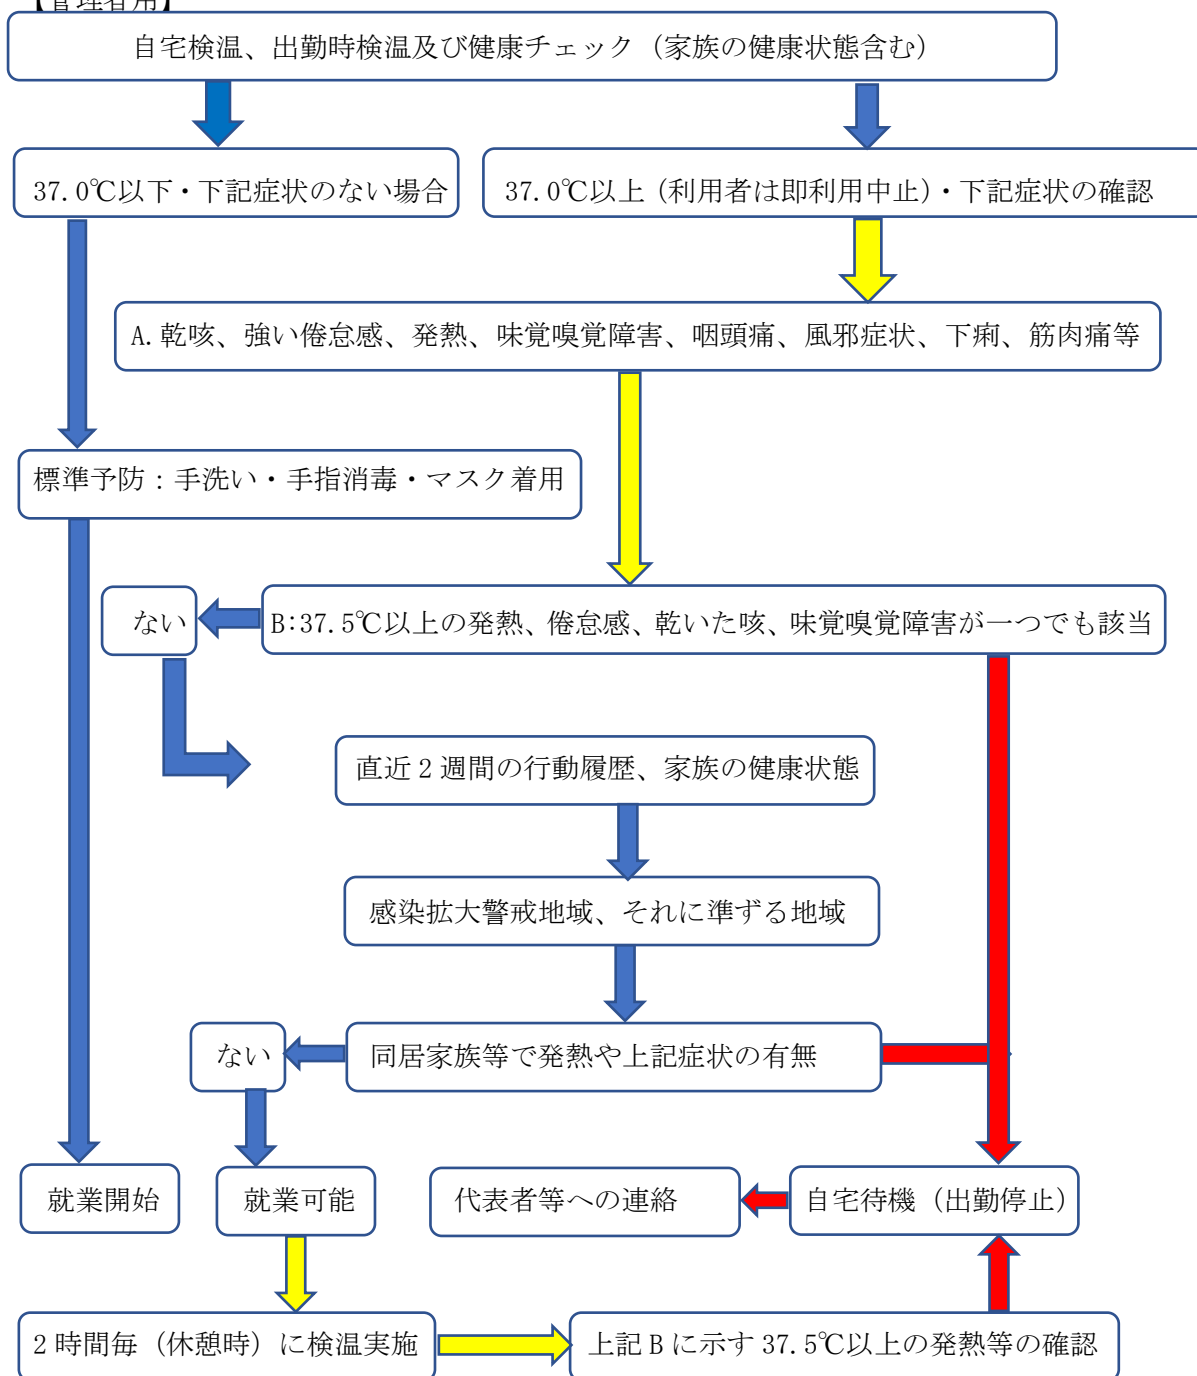 【管理者用】
自宅検温、出勤時検温及び健康チェック（家族の健康状態含む）
37.0℃以下・下記症状のない場合
37.0℃以上（利用者は即利用中止）・下記症状の確認
A.乾咳、強い倦怠感、発熱、味覚嗅覚障害、咽頭痛、風邪症状、下痢、筋肉痛等
標準予防：手洗い・手指消毒・マスク着用
ない
B:37.5℃以上の発熱、倦怠感、乾いた咳、味覚嗅覚障害が一つでも該当
直近2週間の行動履歴、家族の健康状態
感染拡大警戒地域、それに準ずる地域
ない
同居家族等で発熱や上記症状の有無
就業開始
就業可能
代表者等への連絡
自宅待機（出勤停止）
2時間毎（休憩時）に検温実施
上記Bに示す37.5℃以上の発熱等の確認